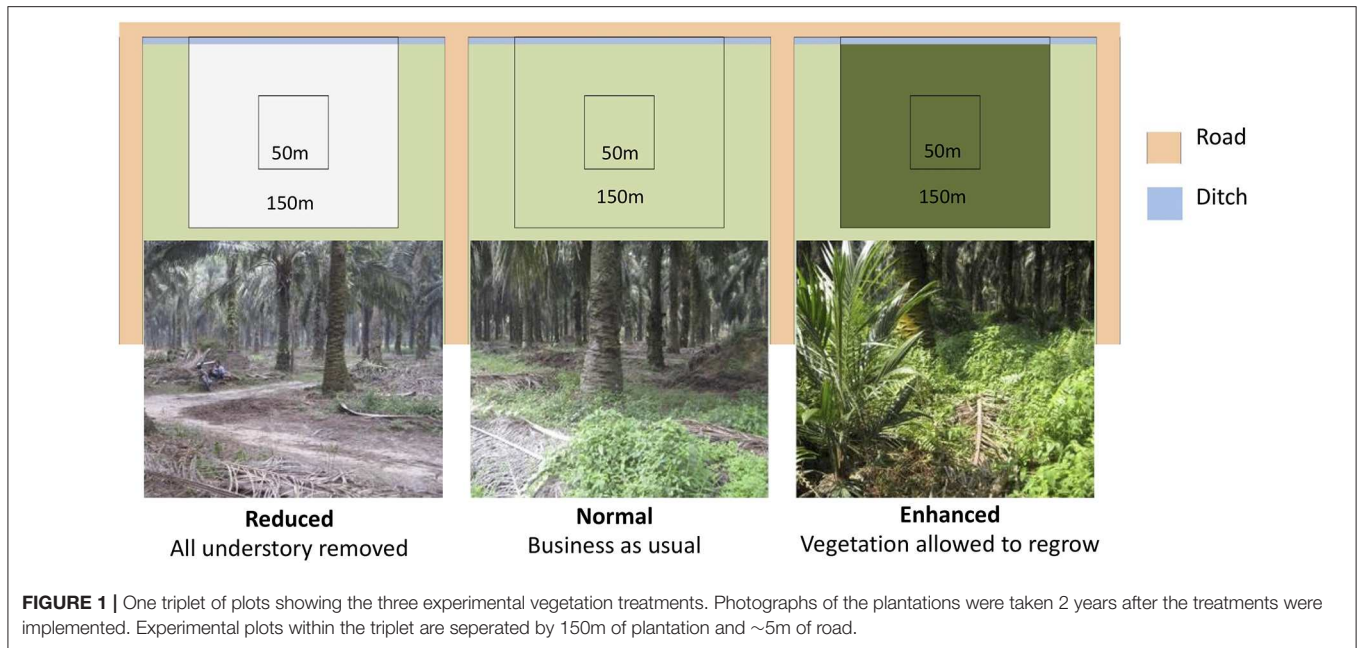 50m
150m
50m
150m
50m
150m
Road
Ditch
Reduced
All understory removed
Normal
Business as usual
Enhanced
Vegetation allowed to regrow
FIGURE 1 | One triplet of plots showing the three experimental vegetation treatments. Photographs of the plantations were taken 2 years after the treatments were
implemented. Experimental plots within the triplet are seperated by 150m of plantation and ~5m of road.